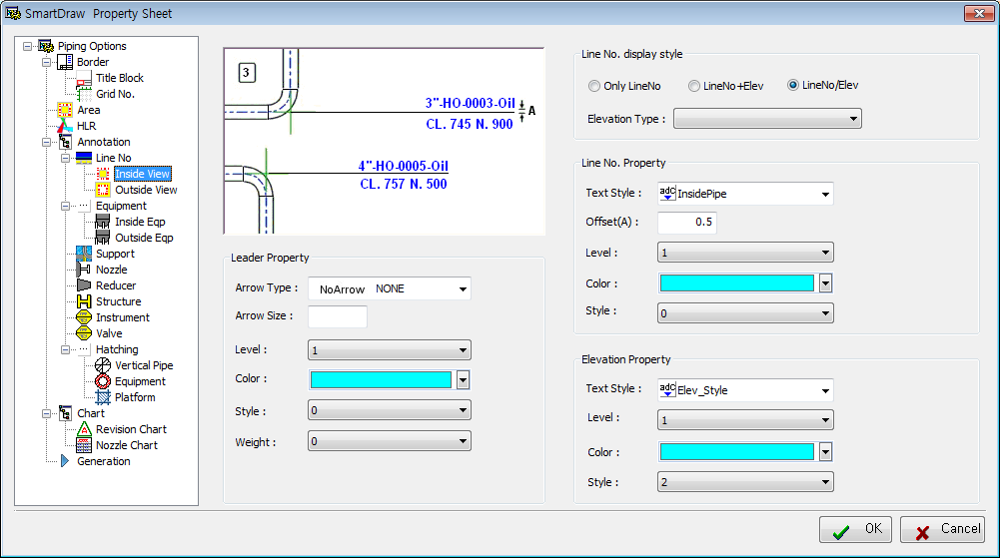 SmartDraw Property Sheet
Piping Options
Border
Title Block
Grid No.
Area
HLR
Annotation
Line No
Inside View
Outside View
Equipment
Inside Eqp
Outside Eqp
Support
Nozzle
Reducer
Structure
Instrument
Valve
Hatching
Vertical Pipe
Equipment
Platform
Chart
Revision Chart
Nozzle Chart
Generation
3
3"-HO-0003-Oil
CL. 745 N. 900
A
4"-HO-0005-Oil
CL. 757 N. 500
Leader Property
Arrow Type : NoArrow NONE
Arrow Size :
Level : 1
Color :
Style : 0
Weight : 0
Line No. display style
Only LineNo LineNo+Elev LineNo/Elev
Elevation Type :
Line No. Property
Text Style : adC InsidePipe
Offset(A) : 0.5
Level : 1
Color :
Style : 0
Elevation Property
Text Style : adC Elev_Style
Level : 1
Color :
Style : 2
OK Cancel